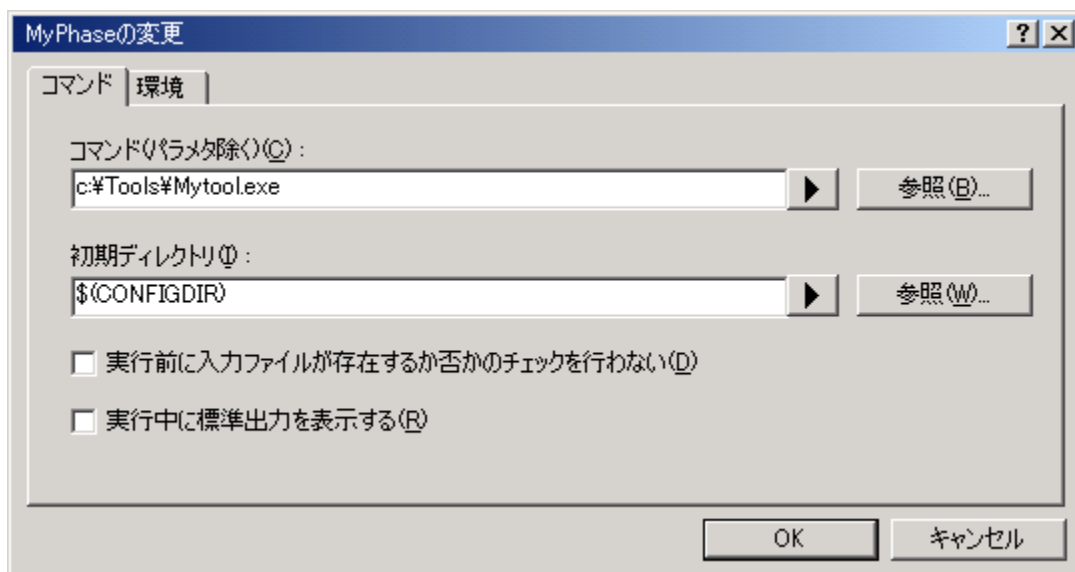 MyPhaseの変更
コマンド 環境
コマンド(パラメタ除く)(C) :
c:¥Tools¥Mytool.exe 参照(B)...
初期ディレクトリ(I) :
$(CONFIGDIR) 参照(W)...
実行前に入力ファイルが存在するか否かのチェックを行わない(D)
実行中に標準出力を表示する(R)
OK キャンセル